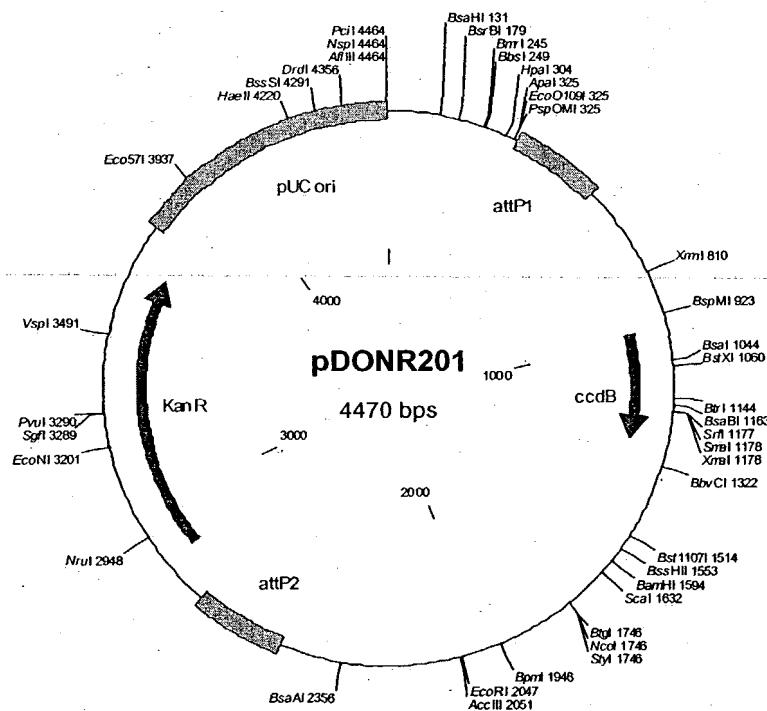 PciI 4464
NspI 4464
AflIII 4464
DrdI 4356
BssSI 4291
HaeII 4220
Eco57I 3937
BsaHI 131
BsrBI 179
BmrI 245
BbsI 249
HpaI 304
ApaI 325
EcoO109I 325
PspOMI 325
pUC ori
attP1
XmnI 810
BspMI 923
4000
VspI 3491
pDONR201
4470 bps
1000
BsaI 1044
BstXI 1060
KanR
ccdB
BtrI 1144
BsaBI 1163
SrfI 1177
SmaI 1178
XmaI 1178
PvuI 3290
SgfI 3289
EcoNI 3201
3000
BbvCI 1322
2000
NruI 2948
Bst1107I 1514
BssHII 1553
BamHI 1594
ScaI 1632
attP2
BtgI 1746
NcoI 1746
StyI 1746
BpmI 1946
BsaAI 2356
EcoRI 2047
AccIII 2051